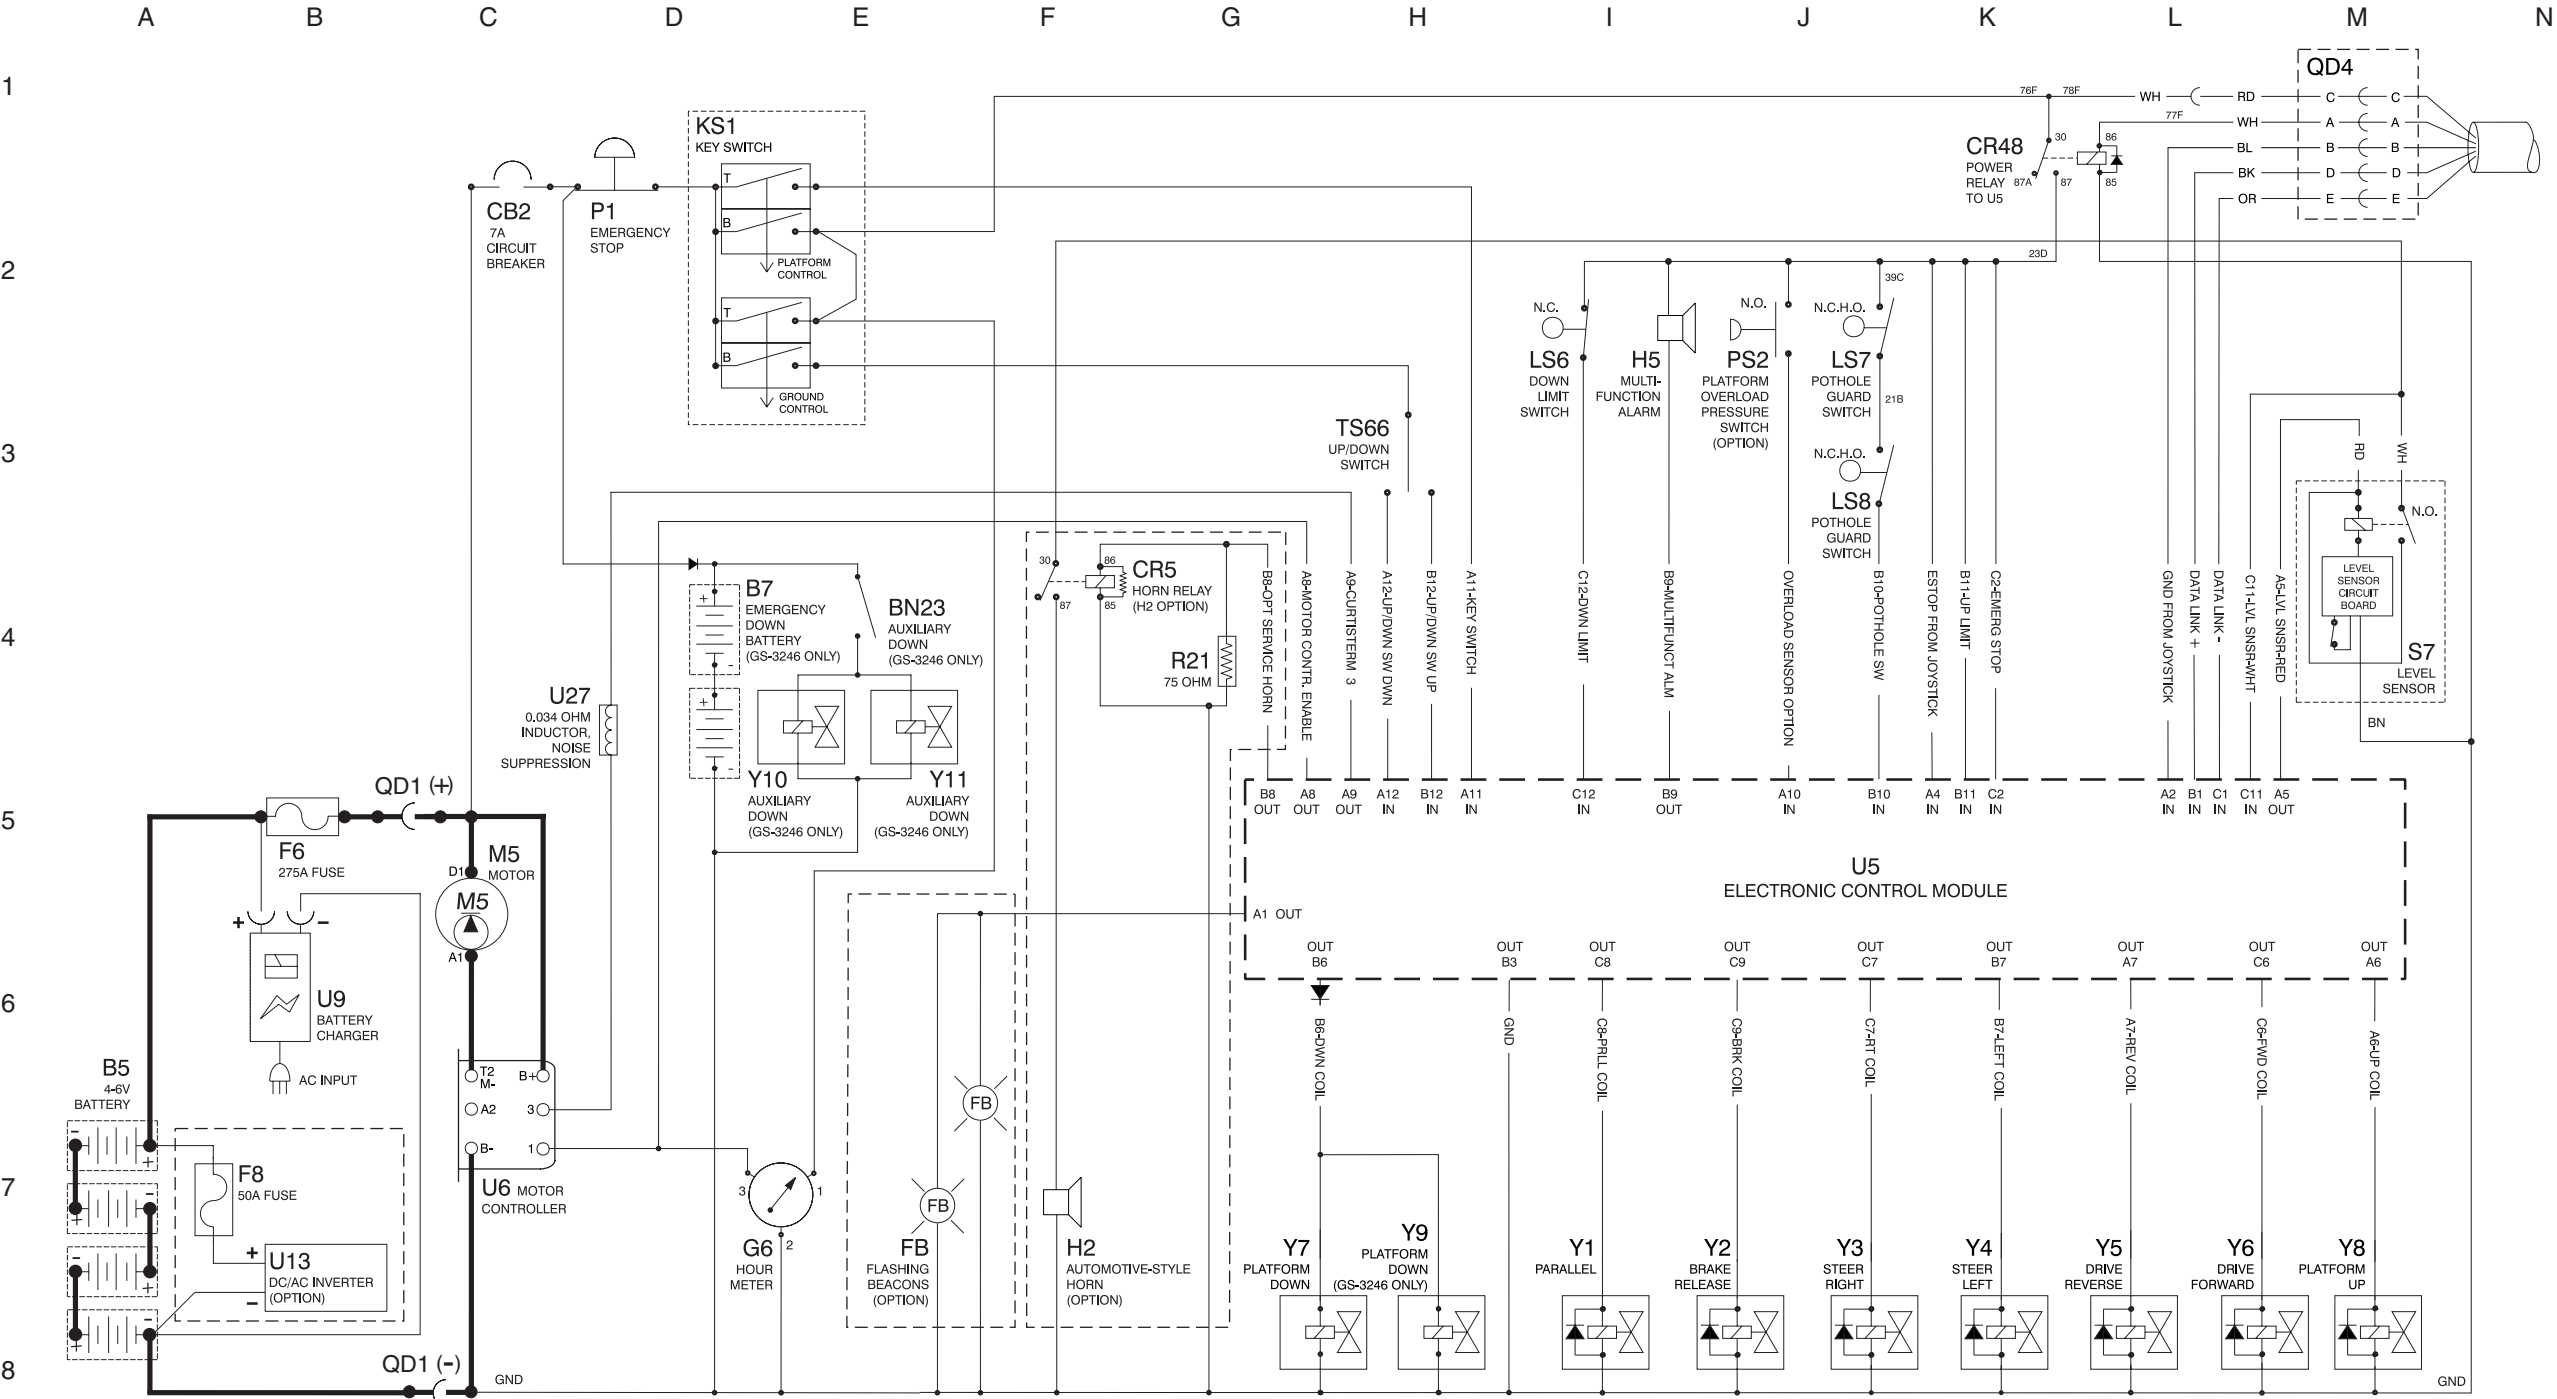 A B C D E F G H I J K L M N
1
2
3
4
5
6
7
8
QD4
76F 78F
WH RD C C
77F
WH A A
BL B B
BK D D
OR E E
KS1
KEY SWITCH
T
B
PLATFORM
CONTROL
T
B
GROUND
CONTROL
CB2
7A
CIRCUIT
BREAKER
P1
EMERGENCY
STOP
CR48
POWER
RELAY
TO U5
30
87A
87
86
85
23D
39C
N.C.
LS6
DOWN
LIMIT
SWITCH
H5
MULTI-
FUNCTION
ALARM
N.O.
PS2
PLATFORM
OVERLOAD
PRESSURE
SWITCH
(OPTION)
N.C.H.O.
LS7
POTHOLE
GUARD
SWITCH
21B
N.C.H.O.
LS8
POTHOLE
GUARD
SWITCH
TS66
UP/DOWN
SWITCH
RD
WH
N.O.
LEVEL
SENSOR
CIRCUIT
BOARD
S7
LEVEL
SENSOR
BN
B7
EMERGENCY
DOWN
BATTERY
(GS-3246 ONLY)
+
-
+
-
BN23
AUXILIARY
DOWN
(GS-3246 ONLY)
30
87
86
85
CR5
HORN RELAY
(H2 OPTION)
R21
75 OHM
U27
0.034 OHM
INDUCTOR,
NOISE
SUPPRESSION
Y10
AUXILIARY
DOWN
(GS-3246 ONLY)
Y11
AUXILIARY
DOWN
(GS-3246 ONLY)
B8-OPT SERVICE HORN
A8-MOTOR CONTR. ENABLE
A9-CURTISTERM 3
A12-UP/DWN SW DWN
B12-UP/DWN SW UP
A11-KEY SWITCH
C12-DWN LIMIT
B9-MULTIFUNCT ALM
OVERLOAD SENSOR OPTION
B10-POTHOLE SW
ESTOP FROM JOYSTICK
B11-UP LIMIT
C2-EMERG STOP
GND FROM JOYSTICK
DATA LINK +
DATA LINK -
C11-LVL SNSR-WHT
A5-LVL SNSR-RED
B8 A8 A9 A12 B12 A11 C12 B9 A10 B10 A4 B11 C2 A2 B1 C1 C11 A5
OUT OUT OUT IN IN IN IN OUT IN IN IN IN IN IN IN IN IN OUT
U5
ELECTRONIC CONTROL MODULE
A1 OUT
OUT OUT OUT OUT OUT OUT OUT OUT OUT
B6 B3 C8 C9 C7 B7 A7 C6 A6
QD1 (+)
F6
275A FUSE
M5
MOTOR
D1
M5
A1
+ -
U9
BATTERY
CHARGER
AC INPUT
B5
4-6V
BATTERY
-
+
-
+
-
+
-
+
F8
50A FUSE
+
U13
DC/AC INVERTER
(OPTION)
-
T2
M-
B+
A2
3
B-
1
U6 MOTOR
CONTROLLER
3
1
2
G6
HOUR
METER
FB
FB
FB
FLASHING
BEACONS
(OPTION)
H2
AUTOMOTIVE-STYLE
HORN
(OPTION)
B6-DWN COIL
GND
C8-PRLL COIL
C9-BRK COIL
C7-RT COIL
B7-LEFT COIL
A7-REV COIL
C6-FWD COIL
A6-UP COIL
Y7
PLATFORM
DOWN
Y9
PLATFORM
DOWN
(GS-3246 ONLY)
Y1
PARALLEL
Y2
BRAKE
RELEASE
Y3
STEER
RIGHT
Y4
STEER
LEFT
Y5
DRIVE
REVERSE
Y6
DRIVE
FORWARD
Y8
PLATFORM
UP
QD1 (-)
GND
GND